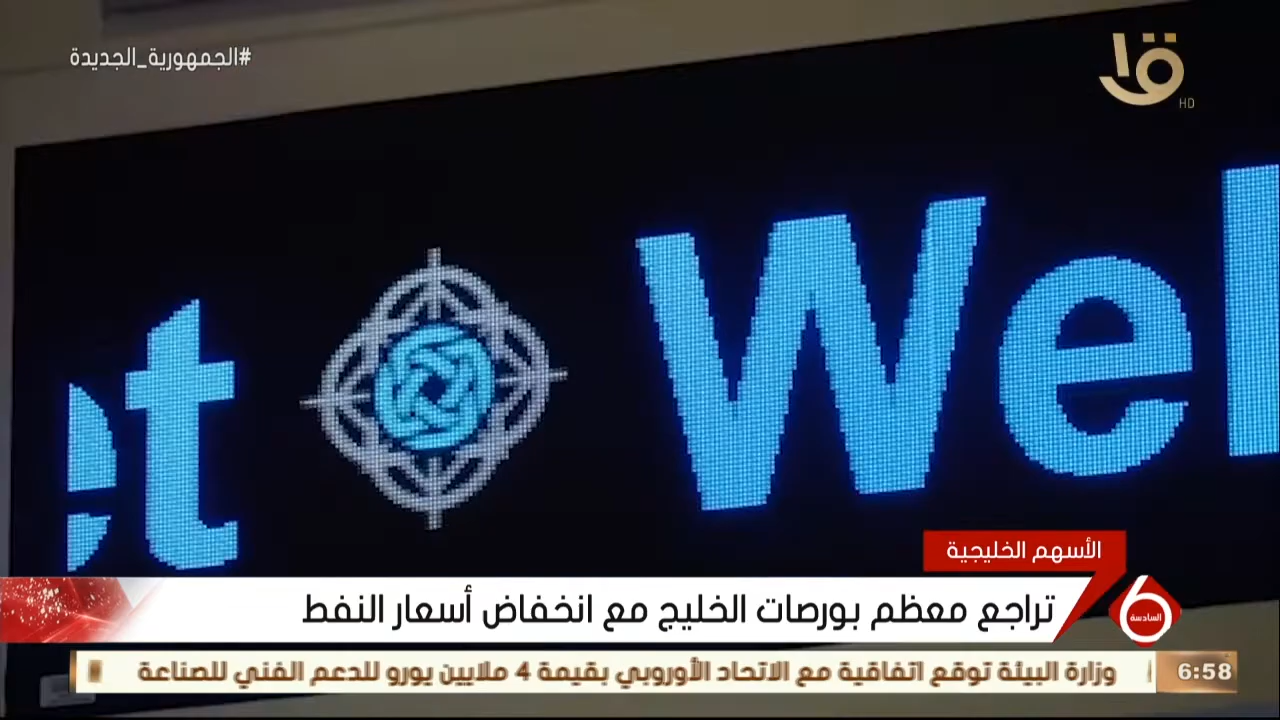 #الجمهورية_الجديدة
HD
et Wel
الأسهم الخليجية
تراجع معظم بورصات الخليج مع انخفاض أسعار النفط
6 السادسة
وزارة البيئة توقع اتفاقية مع الاتحاد الأوروبي بقيمة 4 ملايين يورو للدعم الفني للصناعة
6:58